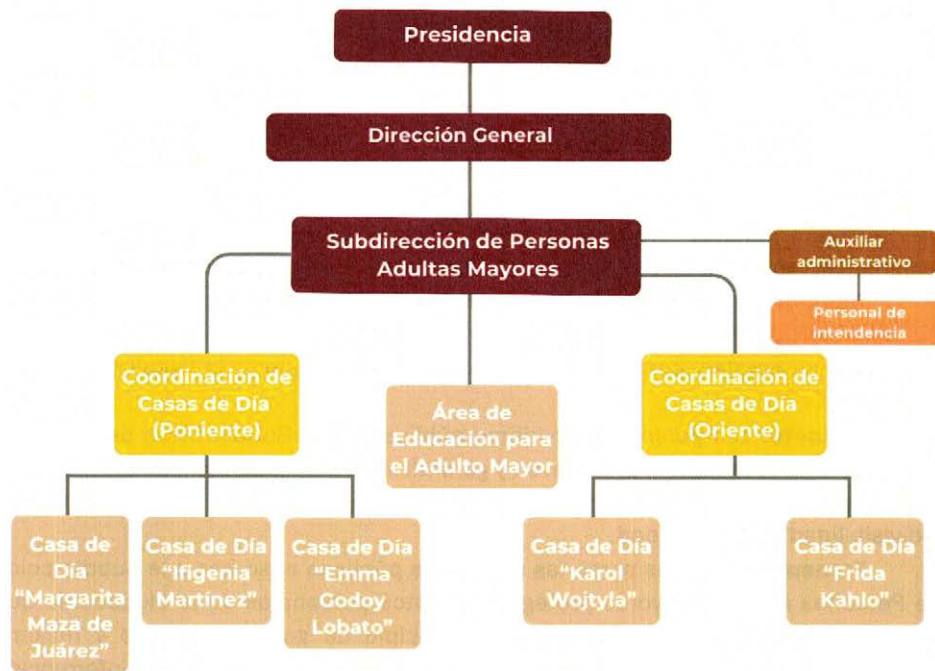 Presidencia
Dirección General
Subdirección de Personas
Adultas Mayores
Auxiliar
administrativo
Personal de
intendencia
Coordinación de
Casas de Día
(Poniente)
Área de
Educación para
el Adulto Mayor
Coordinación de
Casas de Día
(Oriente)
Casa de
Día
“Margarita
Maza de
Juárez”
Casa de Día
“Ifigenia
Martínez”
Casa de Día
“Emma
Godoy
Lobato”
Casa de Día
“Karol
Wojtyla”
Casa de Día
“Frida
Kahlo”